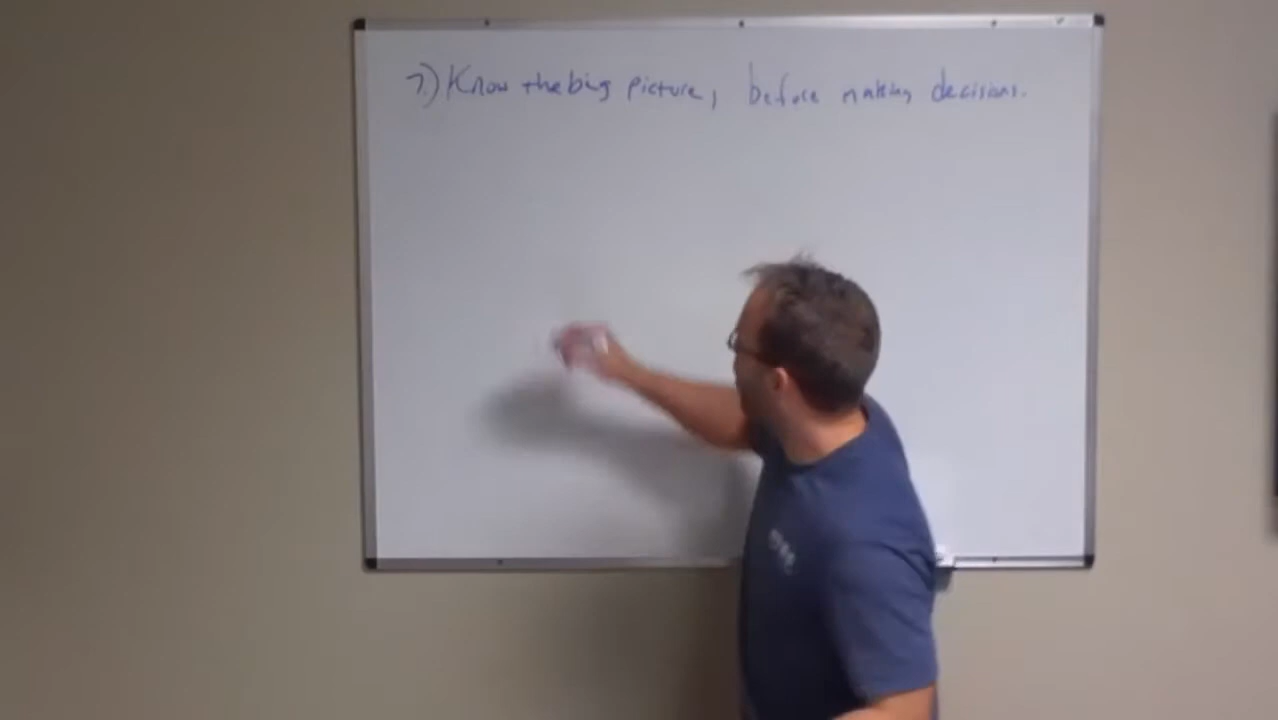 7.) Know the big picture, before making decisions.